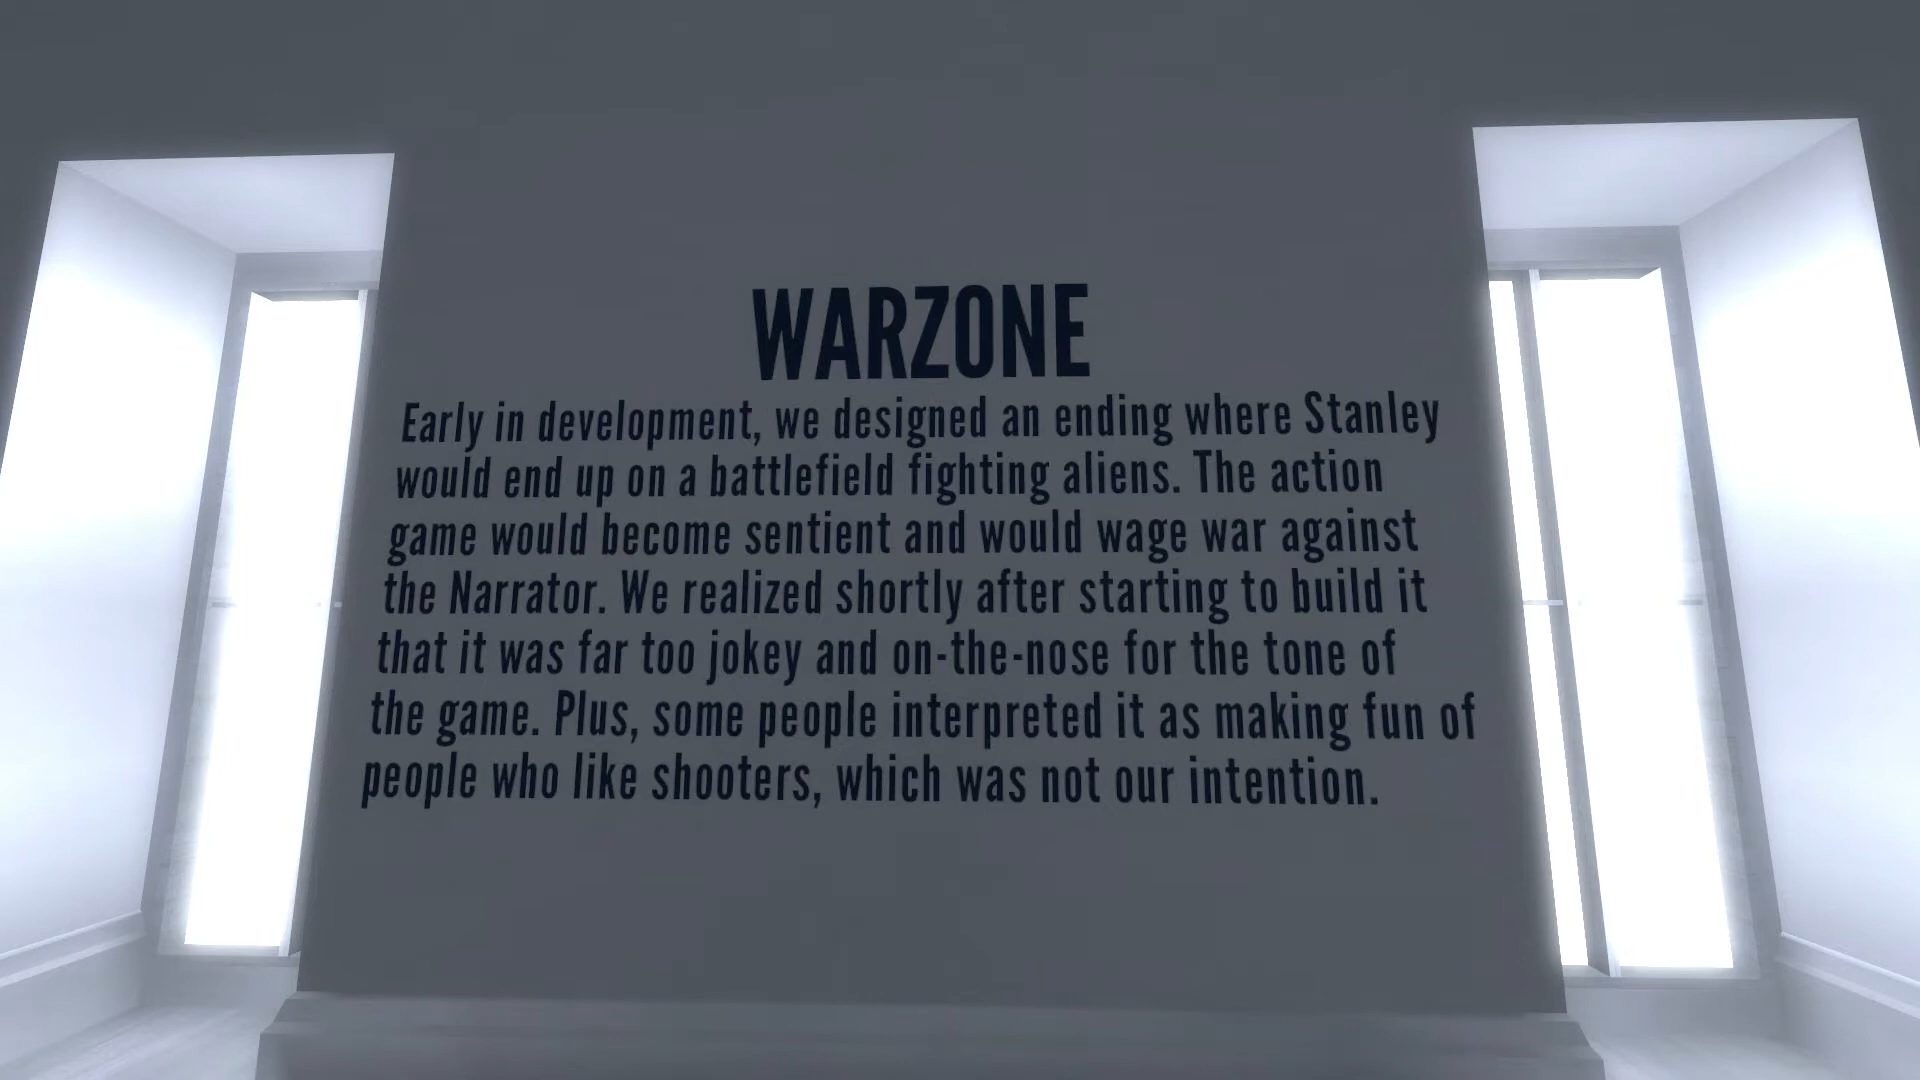 WARZONE
Early in development, we designed an ending where Stanley
would end up on a battlefield fighting aliens. The action
game would become sentient and would wage war against
the Narrator. We realized shortly after starting to build it
that it was far too jokey and on-the-nose for the tone of
the game. Plus, some people interpreted it as making fun of
people who like shooters, which was not our intention.